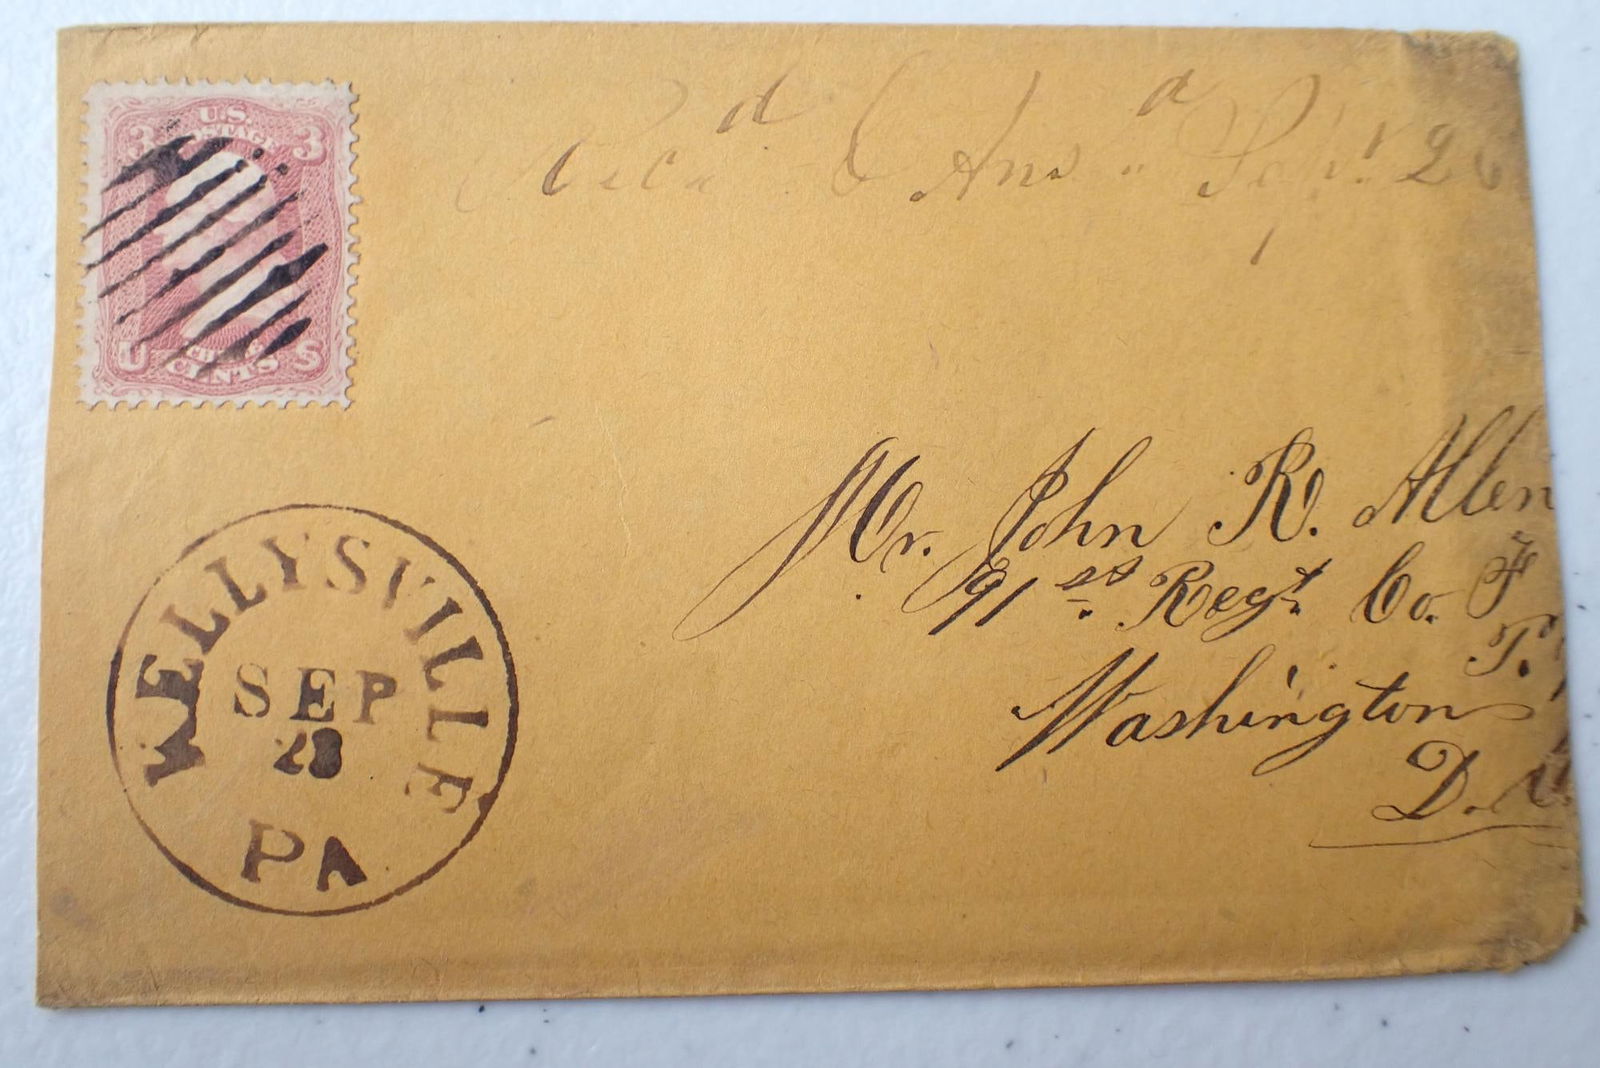 Rec'd & Ans'd Sept. 26
U.S.
POSTAGE
3 3
U S
THREE
CENTS
Mr. John R. Allen
91st Regt. Co. F
P.
Washington
D. C.
KELLYSVILLE
SEP
28
PA